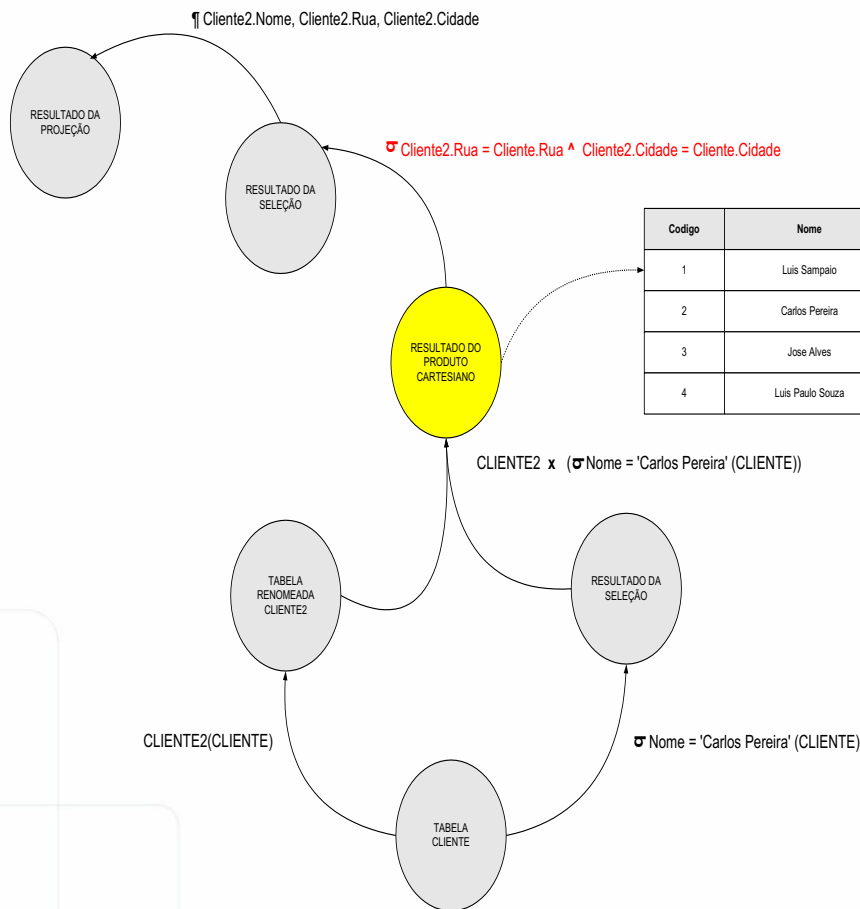 ¶ Cliente2.Nome, Cliente2.Rua, Cliente2.Cidade
RESULTADO DA
PROJEÇÃO
σ Cliente2.Rua = Cliente.Rua ^ Cliente2.Cidade = Cliente.Cidade
RESULTADO DA
SELEÇÃO
Codigo Nome
1 Luis Sampaio
2 Carlos Pereira
3 Jose Alves
4 Luis Paulo Souza
RESULTADO DO
PRODUTO
CARTESIANO
CLIENTE2 x (σ Nome = 'Carlos Pereira' (CLIENTE))
TABELA
RENOMEADA
CLIENTE2
RESULTADO DA
SELEÇÃO
CLIENTE2(CLIENTE)
σ Nome = 'Carlos Pereira' (CLIENTE)
TABELA
CLIENTE